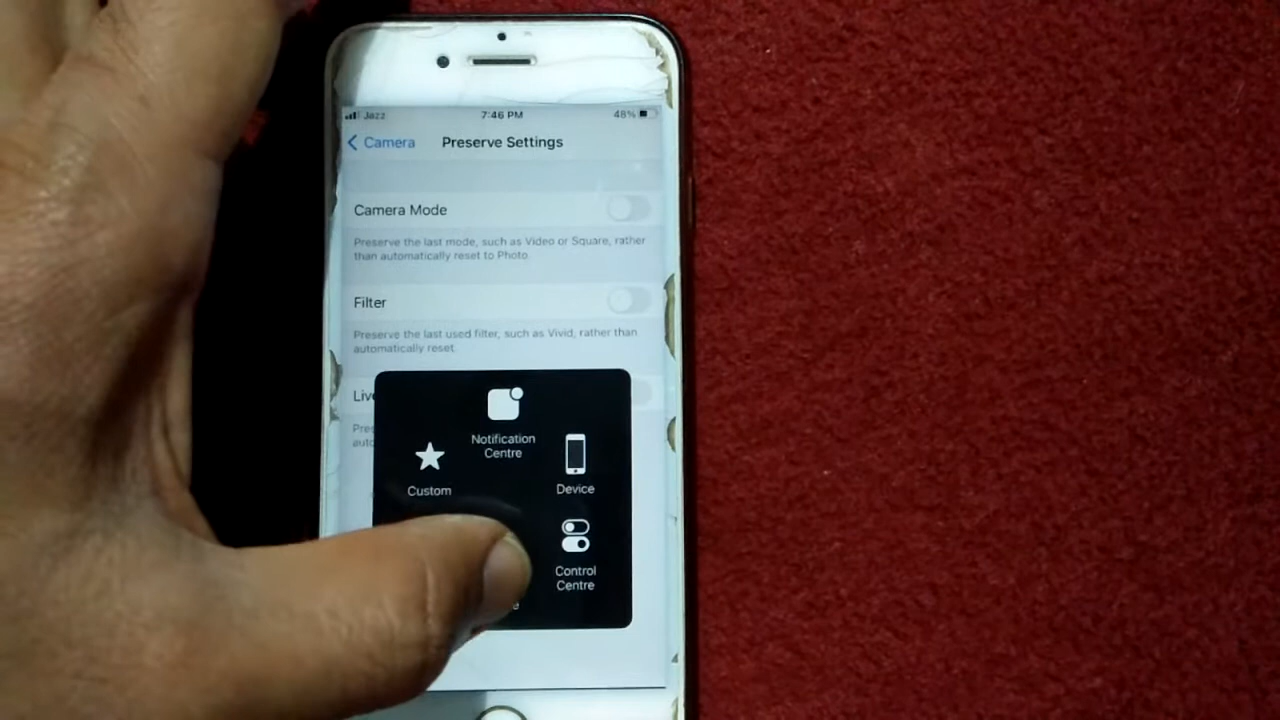 Jazz 7:46 PM 48%
Camera Preserve Settings
Camera Mode
Preserve the last mode, such as Video or Square, rather
than automatically reset to Photo.
Filter
Preserve the last used filter, such as Vivid, rather than
automatically reset.
Notification
Centre
Custom
Device
Control
Centre